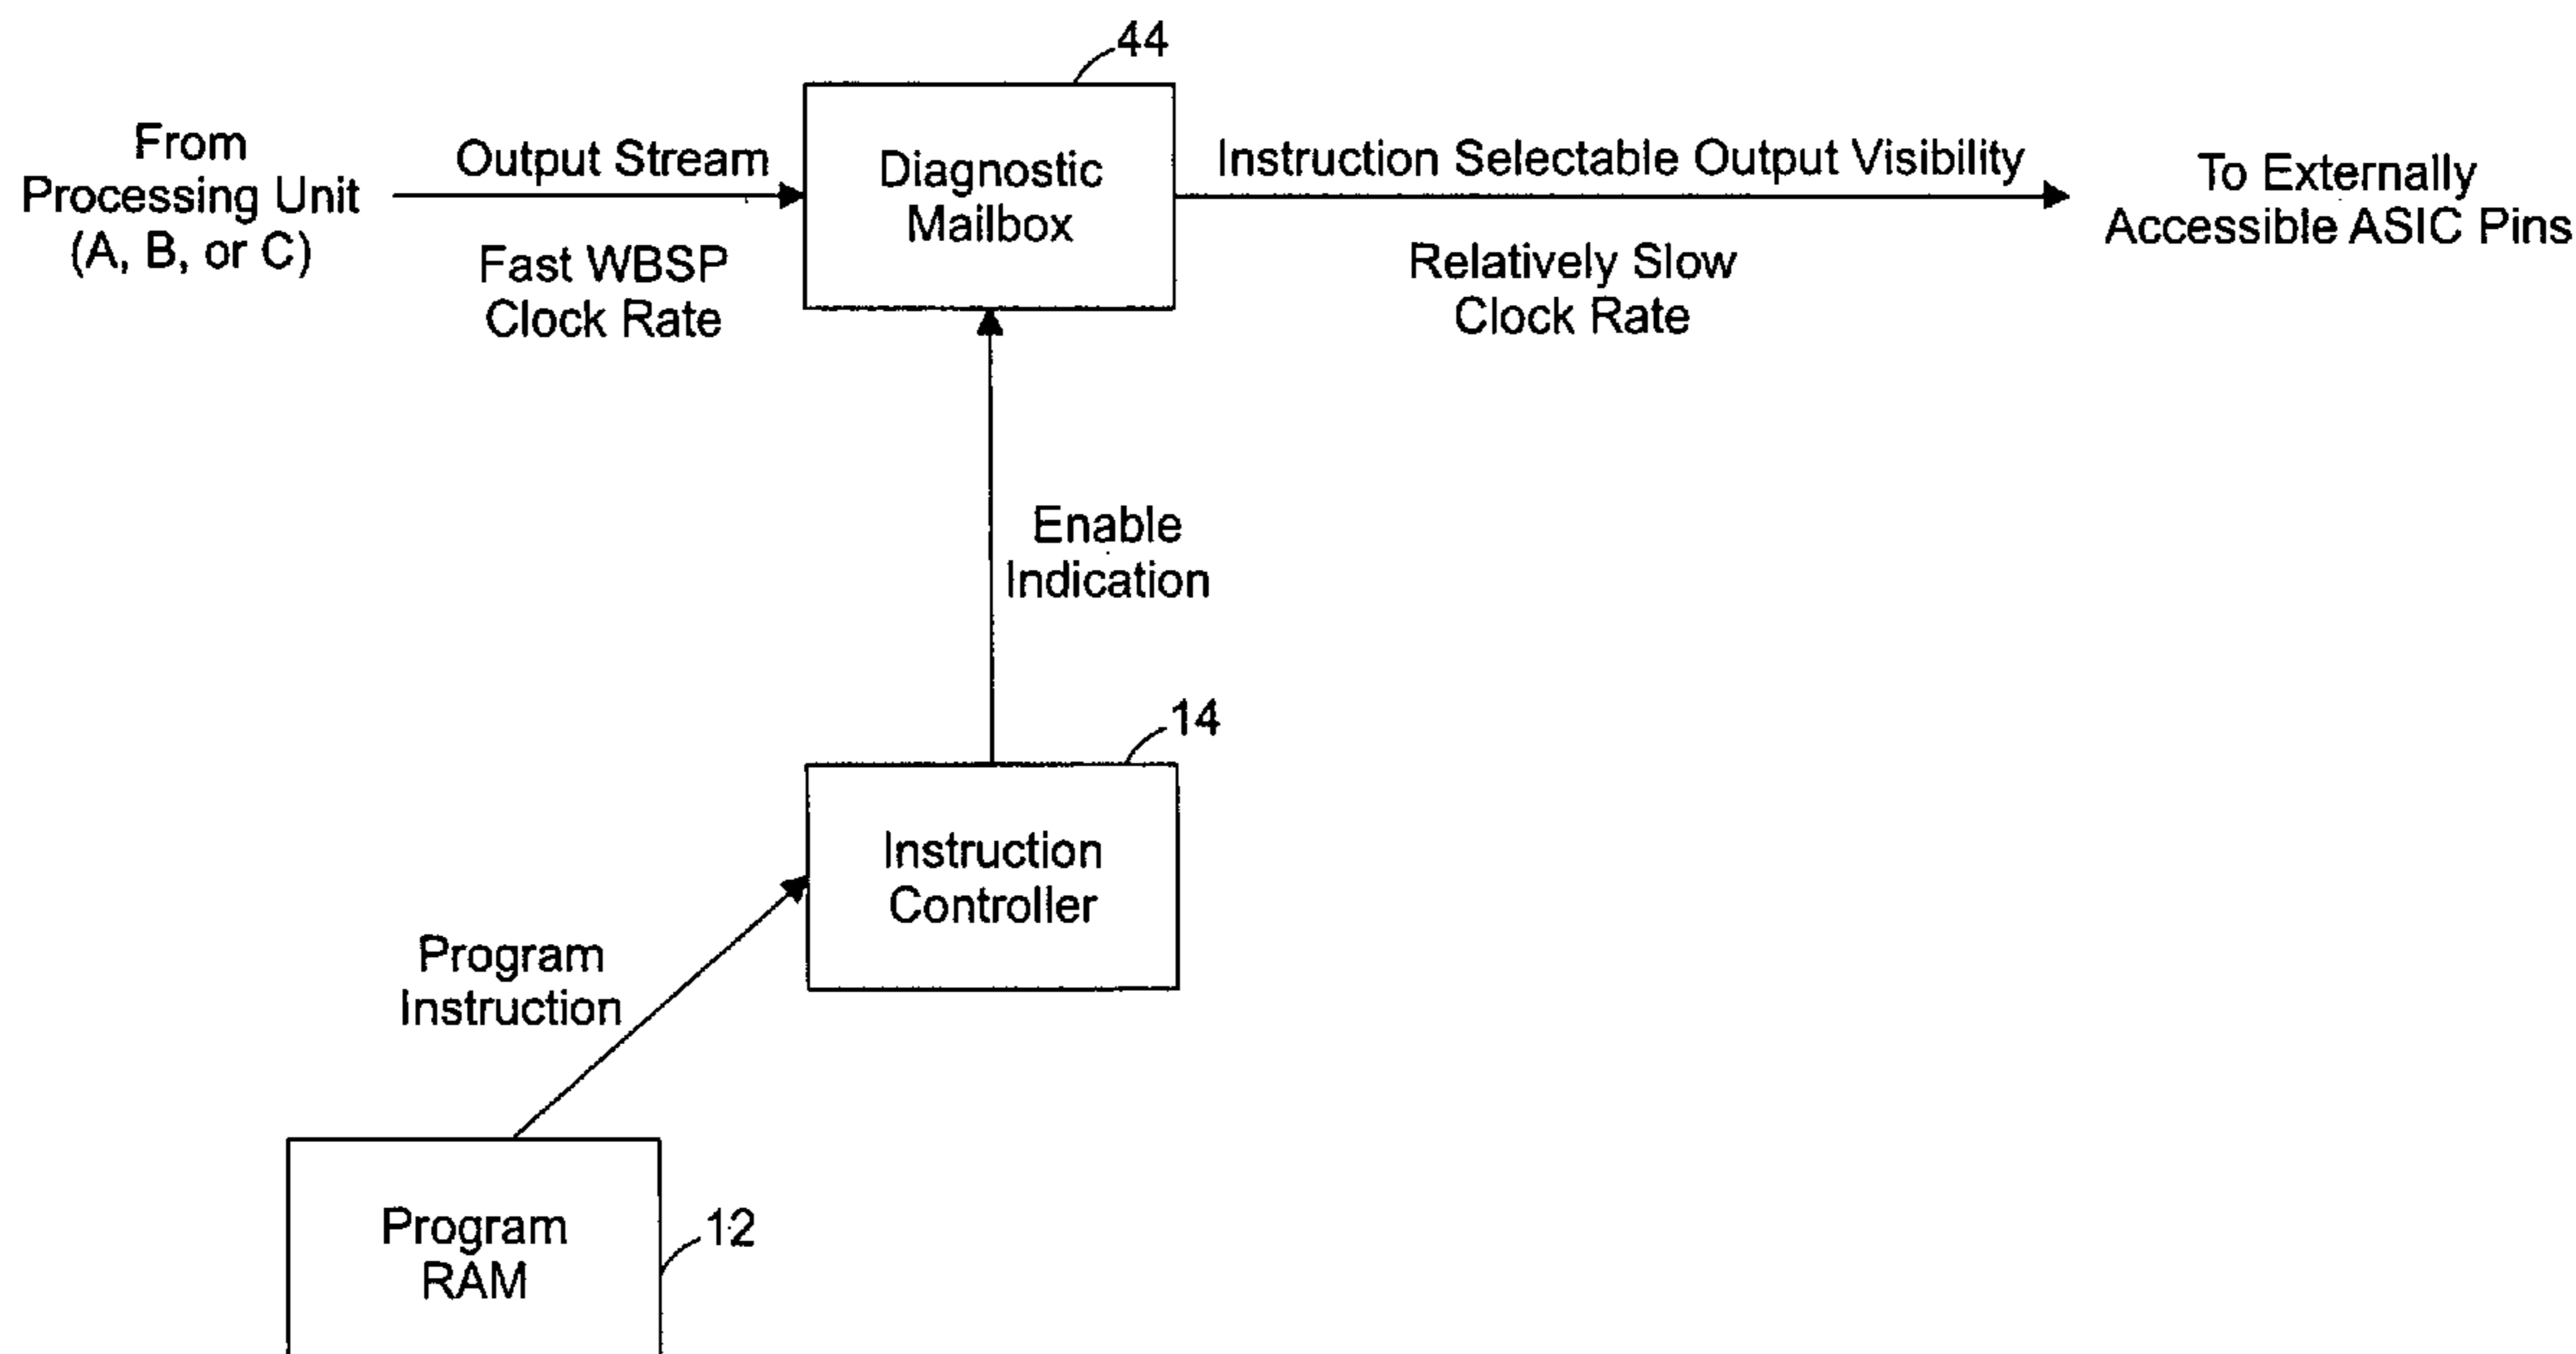 44
From
Processing Unit
(A, B, or C)
Output Stream
Fast WBSP
Clock Rate
Diagnostic
Mailbox
Instruction Selectable Output Visibility
Relatively Slow
Clock Rate
To Externally
Accessible ASIC Pins
Enable
Indication
14
Instruction
Controller
Program
Instruction
Program
RAM
12